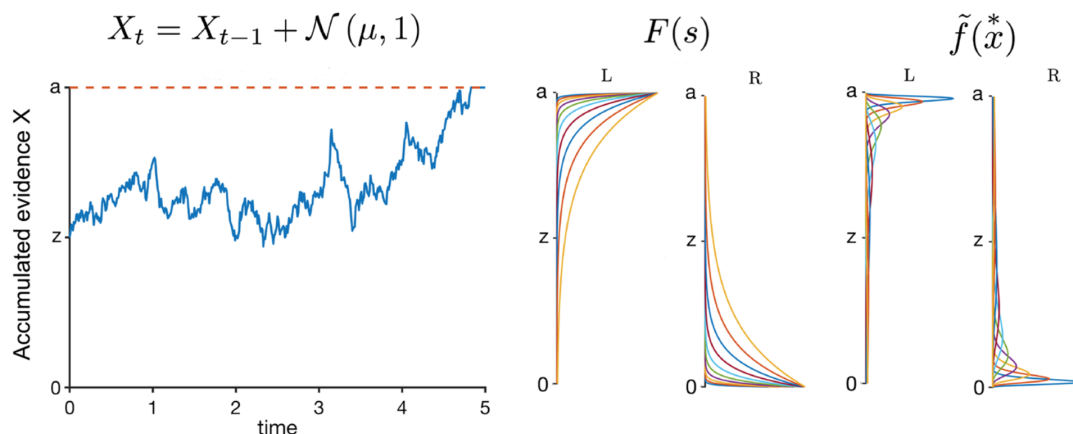 X_t = X_{t-1} + 𝒩(μ, 1)
F(s)
f̃(x̽)
L
R
L
R
Accumulated evidence X
a
z
0
0
1
2
3
4
5
time
a
z
0
a
z
0
a
z
0
a
z
0